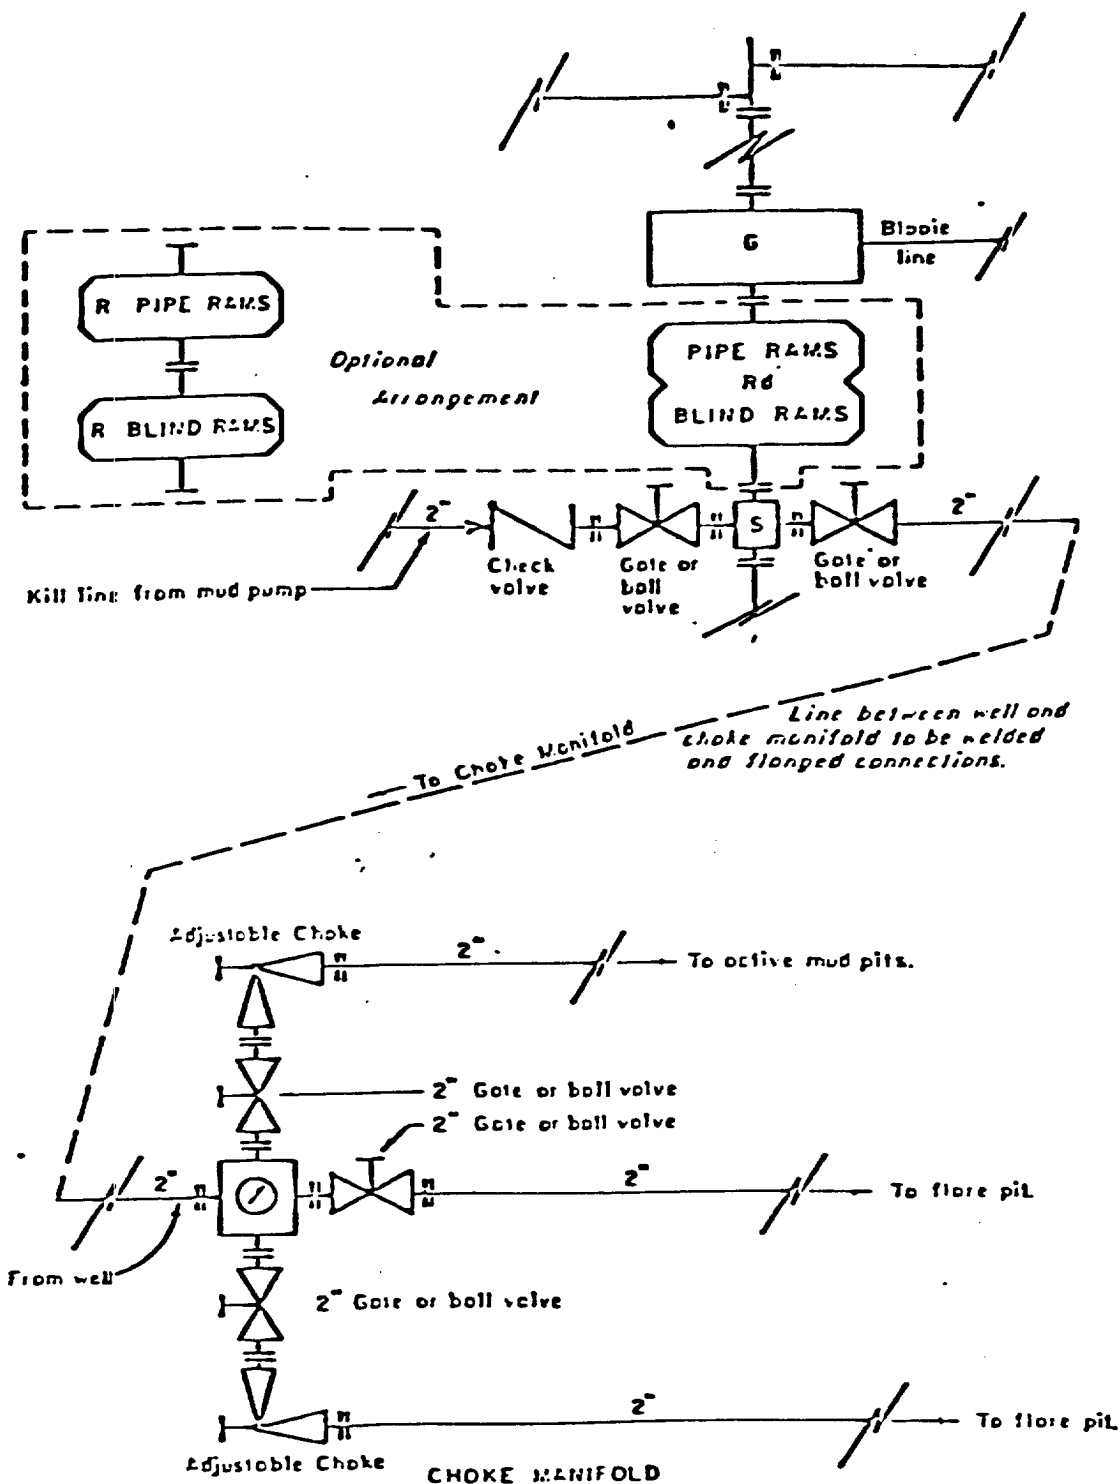 G
Blooie
line
R PIPE RAMS
PIPE RAMS
Rd
BLIND RAMS
Optional
Arrangement
R BLIND RAMS
2"
S
2"
Check
valve
Gate or
ball
valve
Gate or
ball valve
Kill line from mud pump
Line between well and
choke manifold to be welded
and flanged connections.
To Choke Manifold
Adjustable Choke
2"
To active mud pits.
2" Gate or ball valve
2" Gate or ball valve
2"
2"
To flare pit
From well
2" Gate or ball valve
2"
To flare pit
Adjustable Choke
CHOKE MANIFOLD